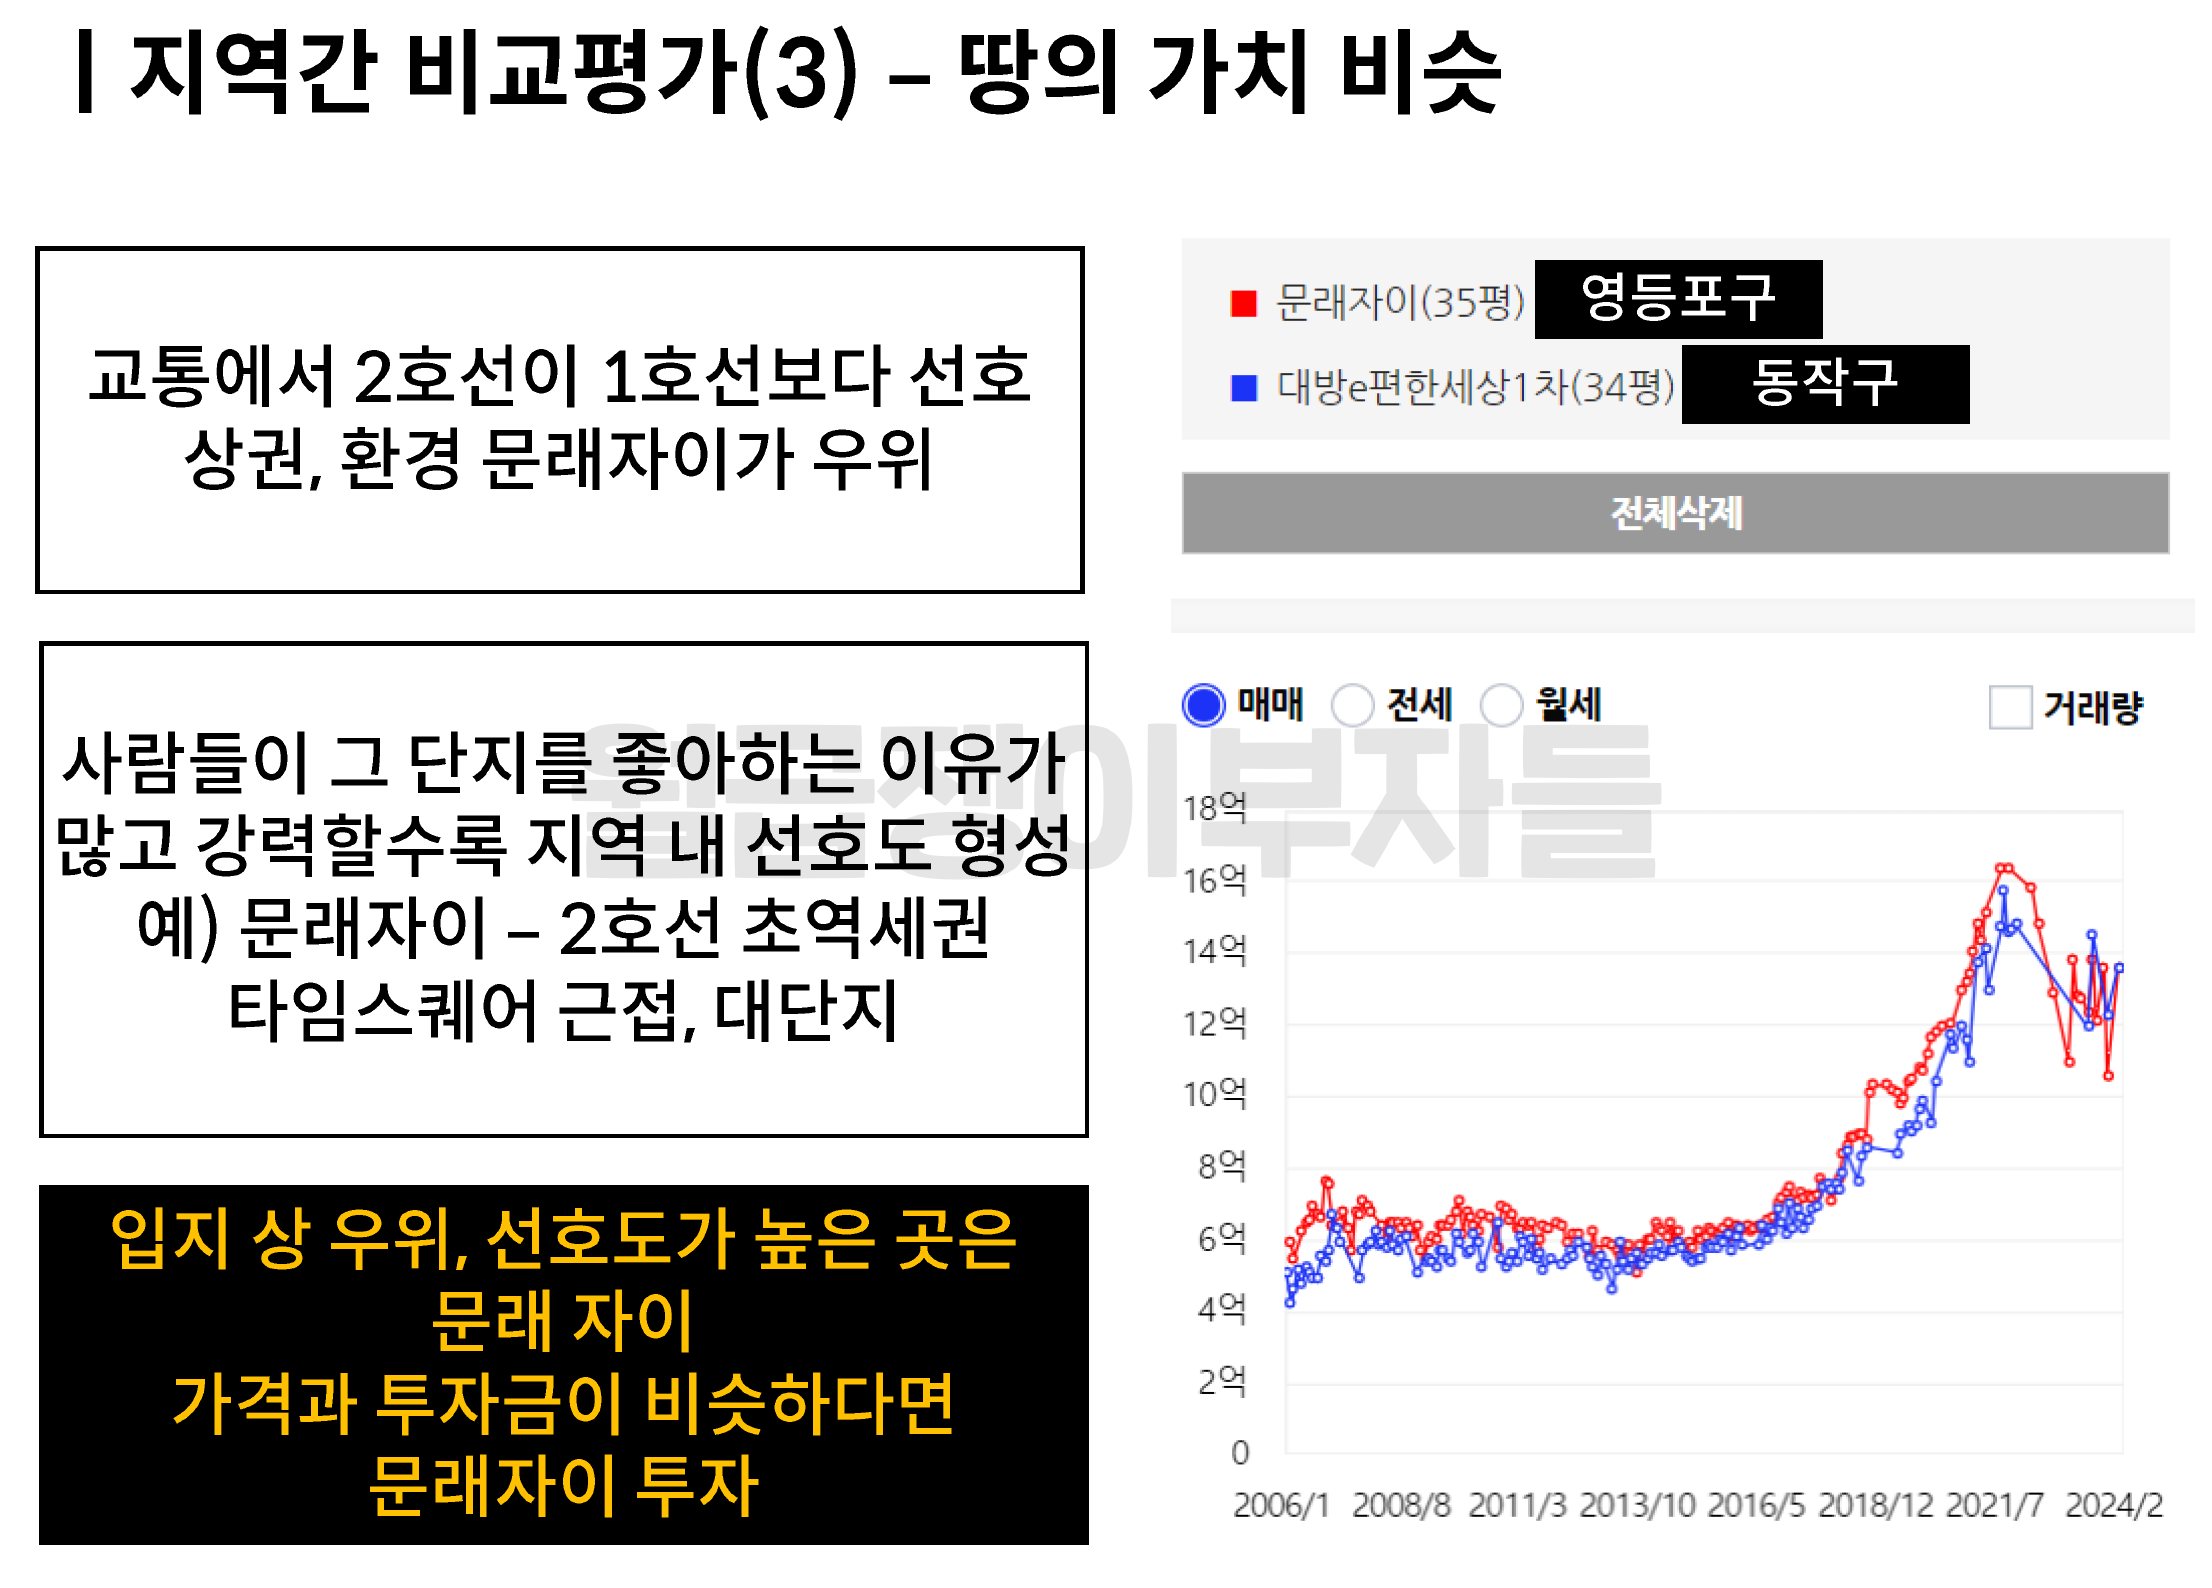 | 지역간 비교평가(3) – 땅의 가치 비슷
교통에서 2호선이 1호선보다 선호
상권, 환경 문래자이가 우위
사람들이 그 단지를 좋아하는 이유가
많고 강력할수록 지역 내 선호도 형성
예) 문래자이 – 2호선 초역세권
타임스퀘어 근접, 대단지
입지 상 우위, 선호도가 높은 곳은
문래 자이
가격과 투자금이 비슷하다면
문래자이 투자
문래자이(35평) 영등포구
대방e편한세상1차(34평) 동작구
전체삭제
매매 전세 월세 거래량
월급쟁이부자들
18억
16억
14억
12억
10억
8억
6억
4억
2억
0
2006/1 2008/8 2011/3 2013/10 2016/5 2018/12 2021/7 2024/2